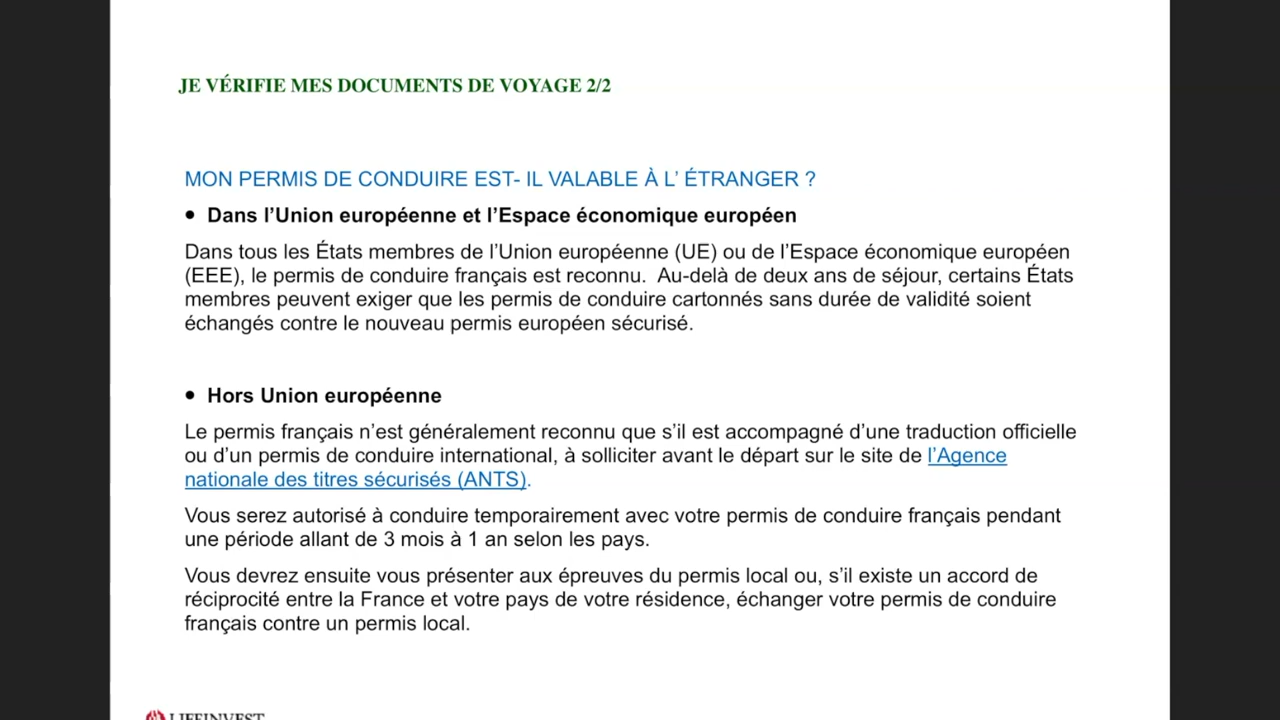 JE VÉRIFIE MES DOCUMENTS DE VOYAGE 2/2
MON PERMIS DE CONDUIRE EST- IL VALABLE À L’ ÉTRANGER ?
• Dans l’Union européenne et l’Espace économique européen
Dans tous les États membres de l’Union européenne (UE) ou de l’Espace économique européen
(EEE), le permis de conduire français est reconnu.  Au-delà de deux ans de séjour, certains États
membres peuvent exiger que les permis de conduire cartonnés sans durée de validité soient
échangés contre le nouveau permis européen sécurisé.
• Hors Union européenne
Le permis français n’est généralement reconnu que s’il est accompagné d’une traduction officielle
ou d’un permis de conduire international, à solliciter avant le départ sur le site de l’Agence
nationale des titres sécurisés (ANTS).
Vous serez autorisé à conduire temporairement avec votre permis de conduire français pendant
une période allant de 3 mois à 1 an selon les pays.
Vous devrez ensuite vous présenter aux épreuves du permis local ou, s’il existe un accord de
réciprocité entre la France et votre pays de votre résidence, échanger votre permis de conduire
français contre un permis local.
LIFEINVEST